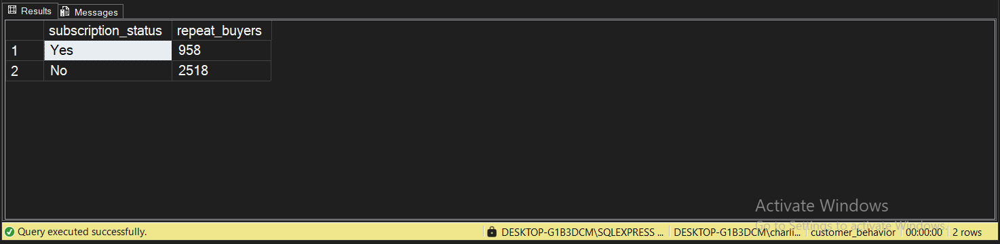 Results Messages
subscription_status repeat_buyers
1 Yes 958
2 No 2518
Activate Windows
Go to Settings to activate Windows.
Query executed successfully. DESKTOP-G1B3DCM\SQLEXPRESS ... DESKTOP-G1B3DCM\charli... customer_behavior 00:00:00 2 rows